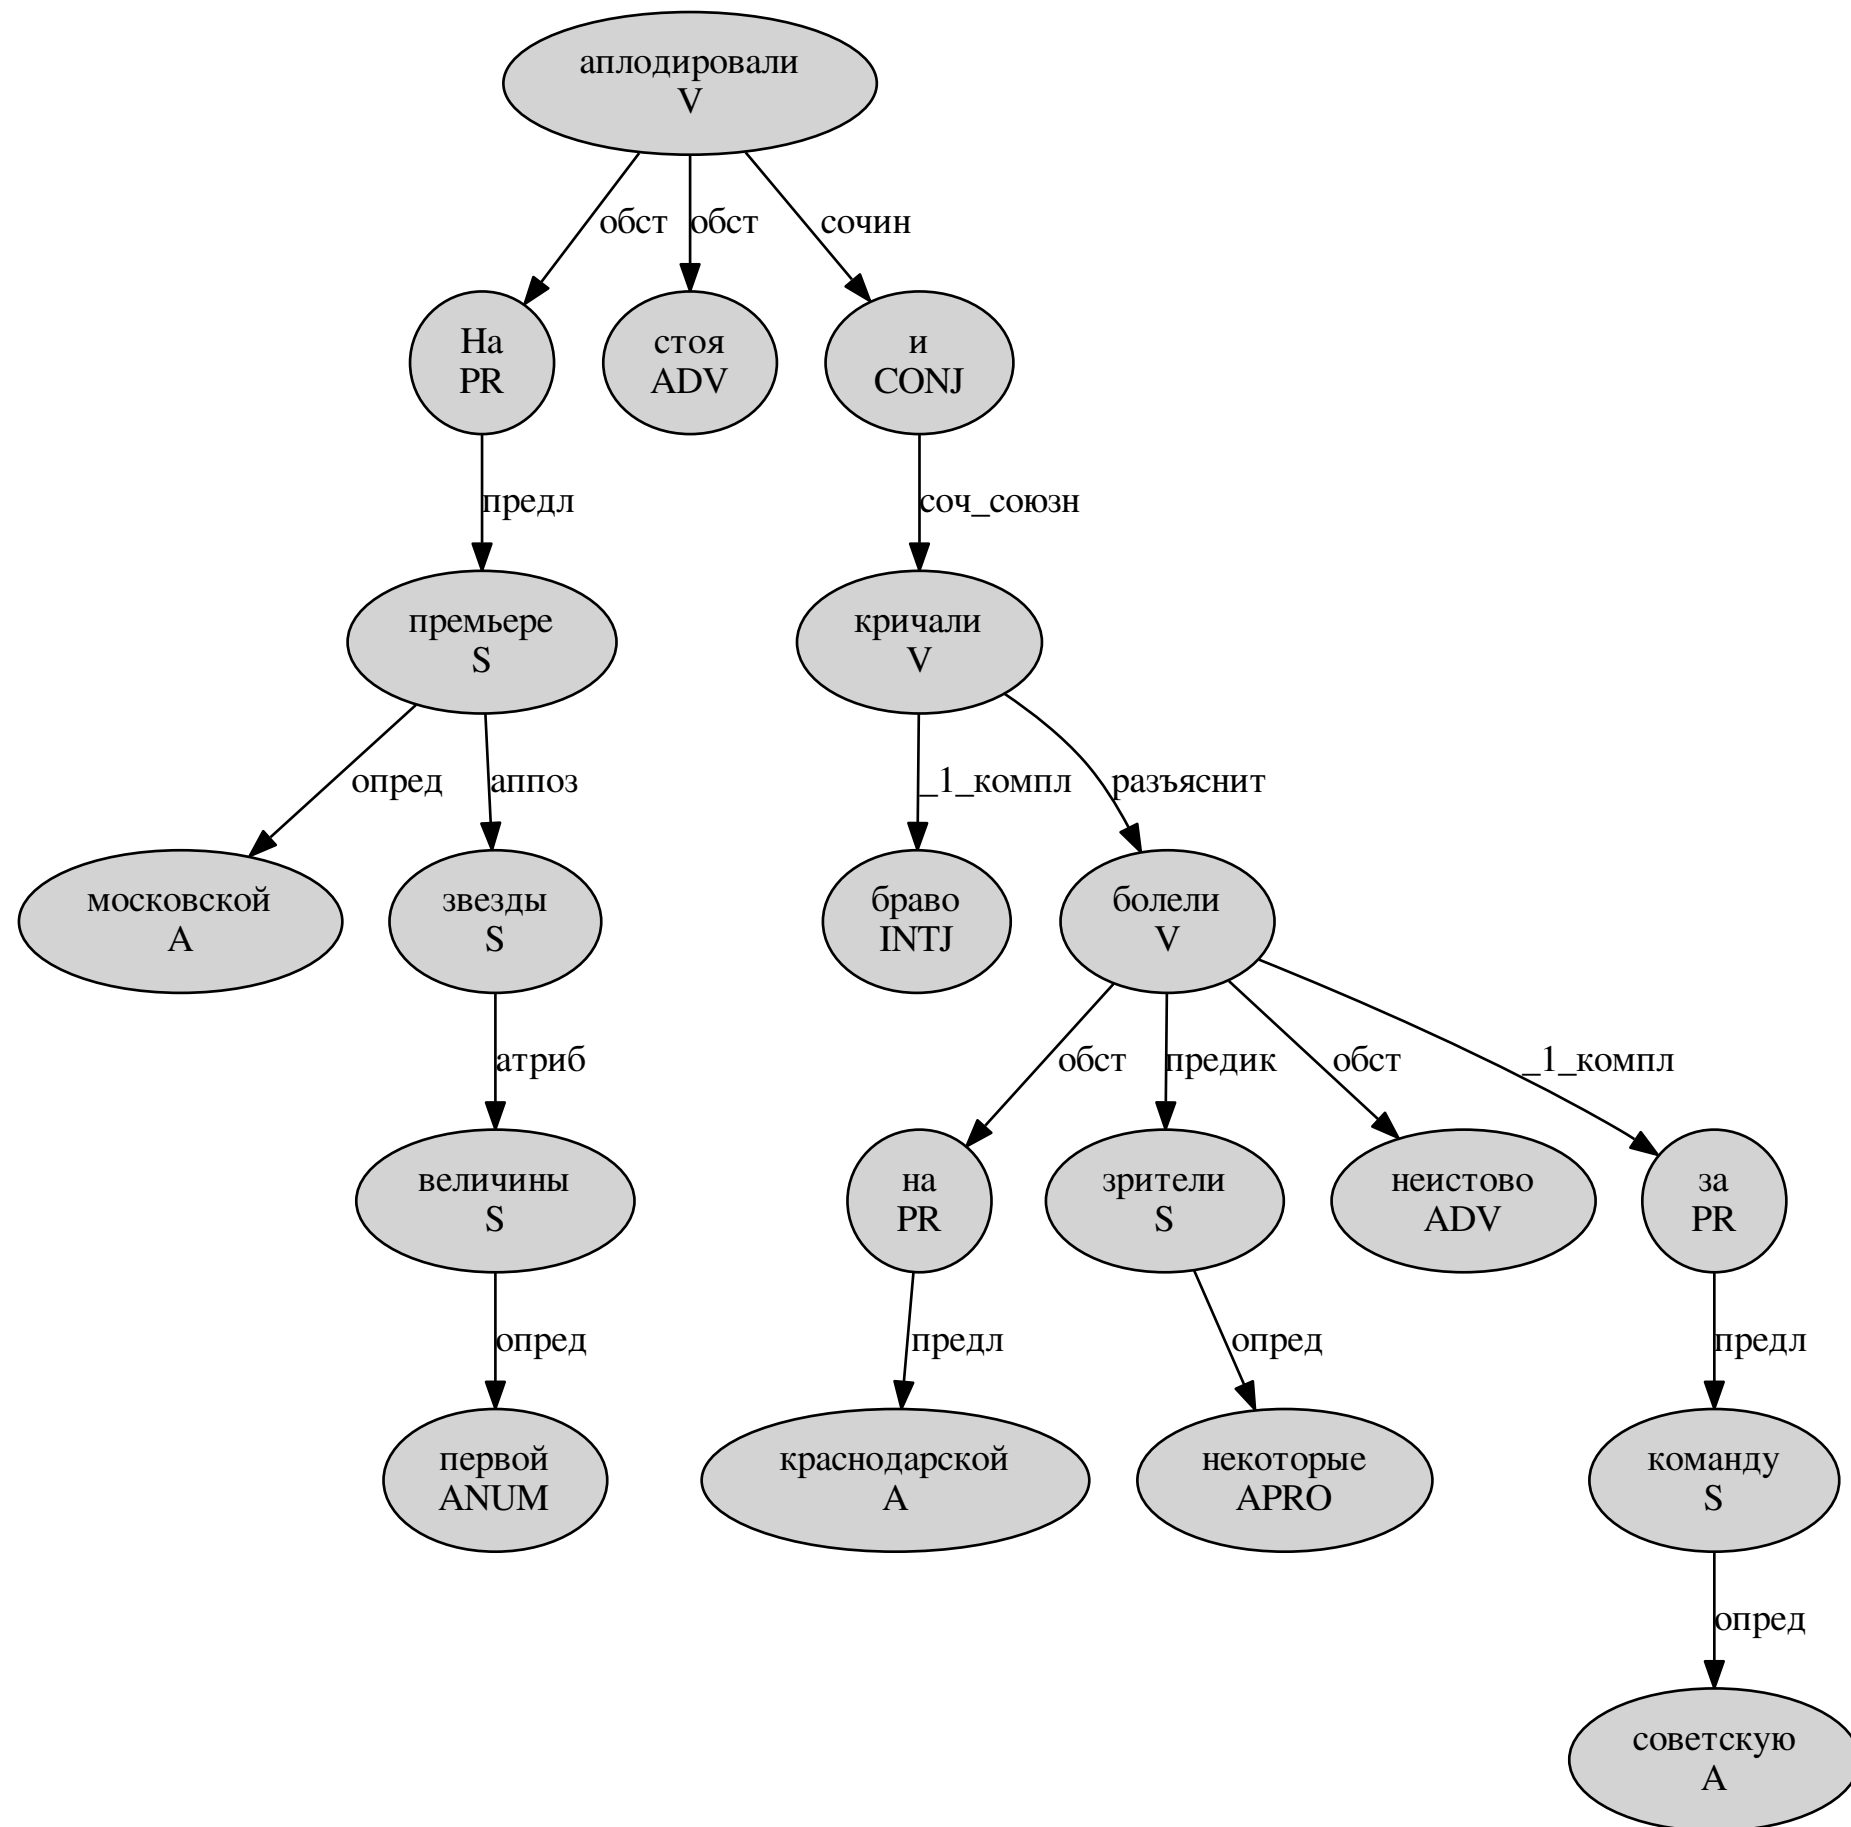 аплодировали
V
обст
обст
сочин
На
PR
стоя
ADV
и
CONJ
предл
соч_союзн
премьере
S
кричали
V
опред
аппоз
_1_компл
разъяснит
московской
A
звезды
S
браво
INTJ
болели
V
атриб
обст
предик
обст
_1_компл
величины
S
на
PR
зрители
S
неистово
ADV
за
PR
опред
предл
опред
предл
первой
ANUM
краснодарской
A
некоторые
APRO
команду
S
опред
советскую
A